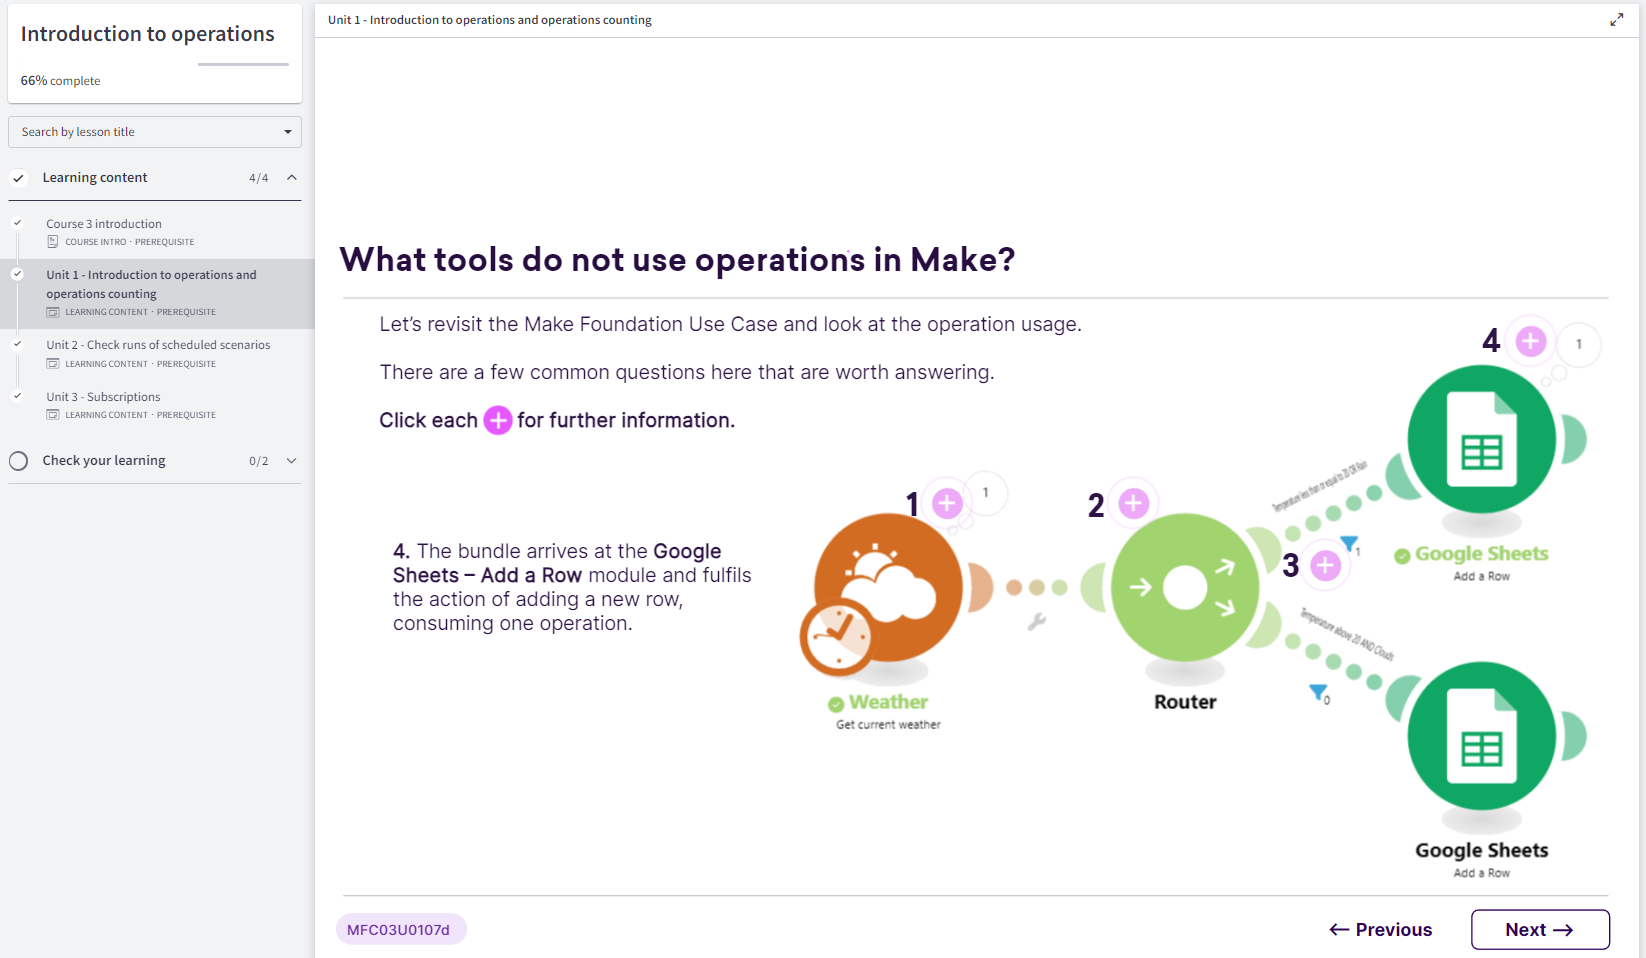 Introduction to operations
66% complete
Search by lesson title
Learning content 4/4
Course 3 introduction
COURSE INTRO · PREREQUISITE
Unit 1 - Introduction to operations and
operations counting
LEARNING CONTENT · PREREQUISITE
Unit 2 - Check runs of scheduled scenarios
LEARNING CONTENT · PREREQUISITE
Unit 3 - Subscriptions
LEARNING CONTENT · PREREQUISITE
Check your learning 0/2
Unit 1 - Introduction to operations and operations counting
What tools do not use operations in Make?
Let's revisit the Make Foundation Use Case and look at the operation usage.
There are a few common questions here that are worth answering.
Click each + for further information.
4. The bundle arrives at the Google
Sheets – Add a Row module and fulfils
the action of adding a new row,
consuming one operation.
1 + 1
Weather
Get current weather
2 +
Router
3 +
Temperature less than or equal to 20 OR Rain
1
Temperature above 20 AND Clouds
0
4 + 1
Google Sheets
Add a Row
Google Sheets
Add a Row
MFC03U0107d
← Previous
Next →